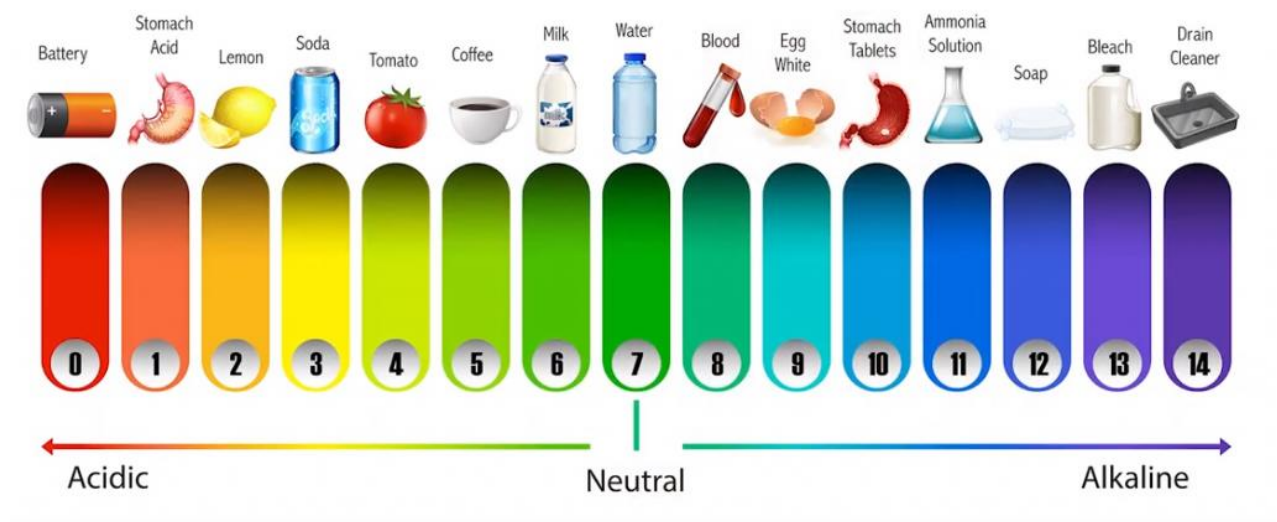 Battery
Stomach
Acid
Lemon
Soda
Tomato
Coffee
Milk
Water
Blood
Egg
White
Stomach
Tablets
Ammonia
Solution
Soap
Bleach
Drain
Cleaner
milk
0 1 2 3 4 5 6 7 8 9 10 11 12 13 14
Acidic
Neutral
Alkaline